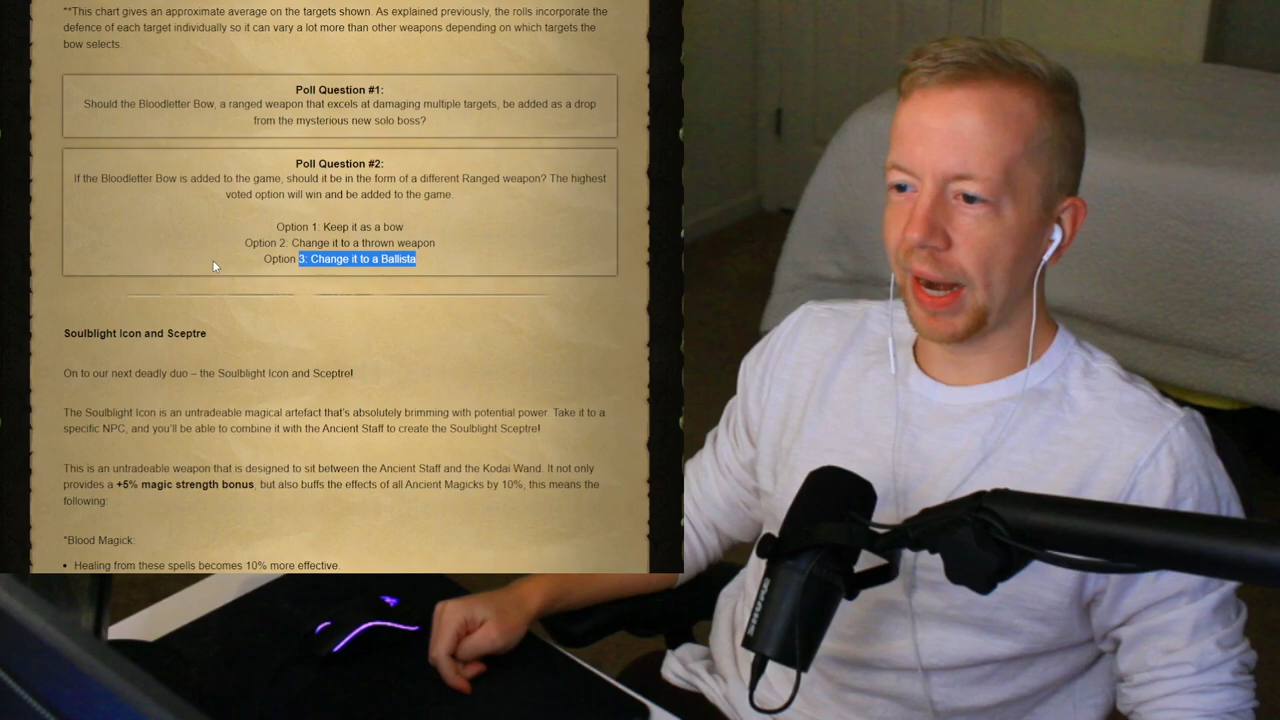 **This chart gives an approximate average on the targets shown. As explained previously, the rolls incorporate the
defence of each target individually so it can vary a lot more than other weapons depending on which targets the
bow selects.
Poll Question #1:
Should the Bloodletter Bow, a ranged weapon that excels at damaging multiple targets, be added as a drop
from the mysterious new solo boss?
Poll Question #2:
If the Bloodletter Bow is added to the game, should it be in the form of a different Ranged weapon? The highest
voted option will win and be added to the game.
Option 1: Keep it as a bow
Option 2: Change it to a thrown weapon
Option 3: Change it to a Ballista
Soulblight Icon and Sceptre
On to our next deadly duo – the Soulblight Icon and Sceptre!
The Soulblight Icon is an untradeable magical artefact that's absolutely brimming with potential power. Take it to a
specific NPC, and you'll be able to combine it with the Ancient Staff to create the Soulblight Sceptre!
This is an untradeable weapon that is designed to sit between the Ancient Staff and the Kodai Wand. It not only
provides a +5% magic strength bonus, but also buffs the effects of all Ancient Magicks by 10%, this means the
following:
*Blood Magick:
• Healing from these spells becomes 10% more effective.
SHURE